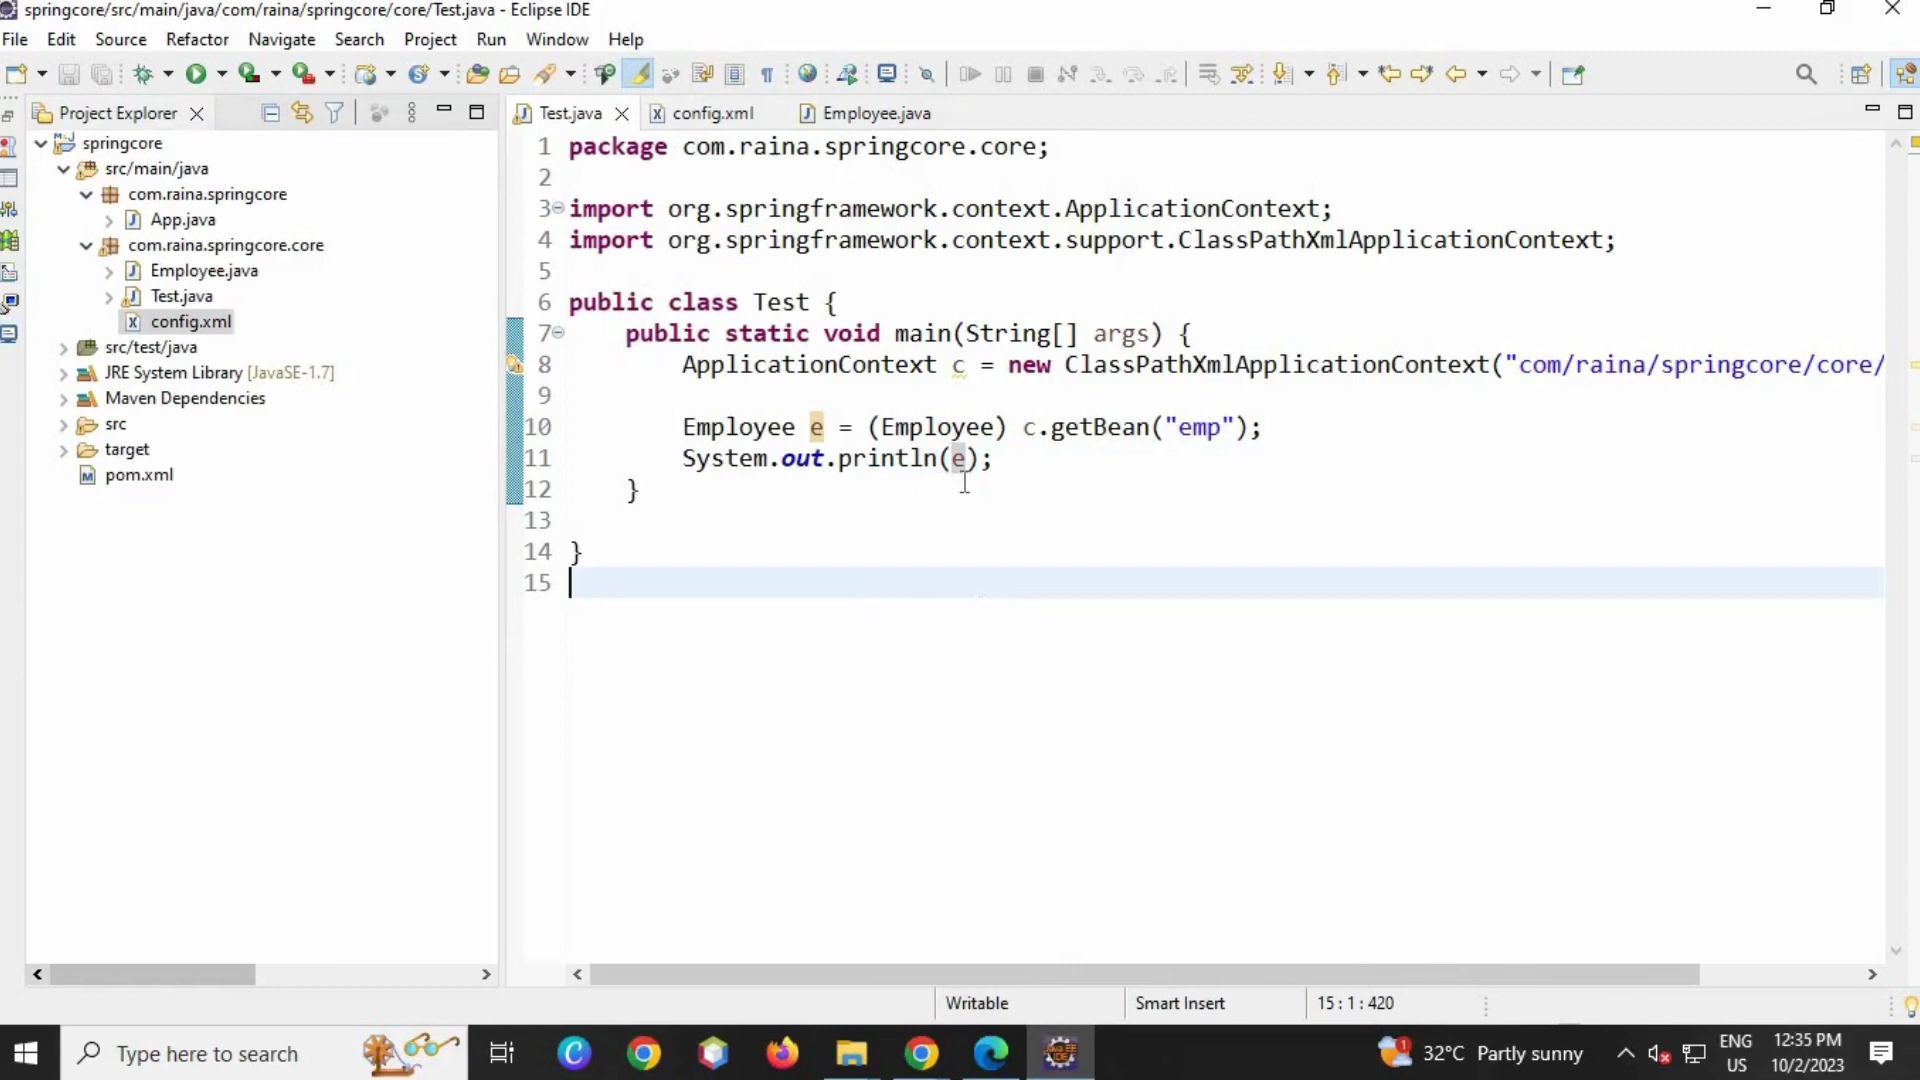 springcore/src/main/java/com/raina/springcore/core/Test.java - Eclipse IDE
File Edit Source Refactor Navigate Search Project Run Window Help
Project Explorer
springcore
src/main/java
com.raina.springcore
App.java
com.raina.springcore.core
Employee.java
Test.java
config.xml
src/test/java
JRE System Library [JavaSE-1.7]
Maven Dependencies
src
target
pom.xml
Test.java config.xml Employee.java
1 package com.raina.springcore.core;
2
3 import org.springframework.context.ApplicationContext;
4 import org.springframework.context.support.ClassPathXmlApplicationContext;
5
6 public class Test {
7 public static void main(String[] args) {
8 ApplicationContext c = new ClassPathXmlApplicationContext("com/raina/springcore/core/
9
10 Employee e = (Employee) c.getBean("emp");
11 System.out.println(e);
12 }
13
14 }
15
Writable Smart Insert 15 : 1 : 420
Type here to search
1 32°C Partly sunny
ENG
US
12:35 PM
10/2/2023